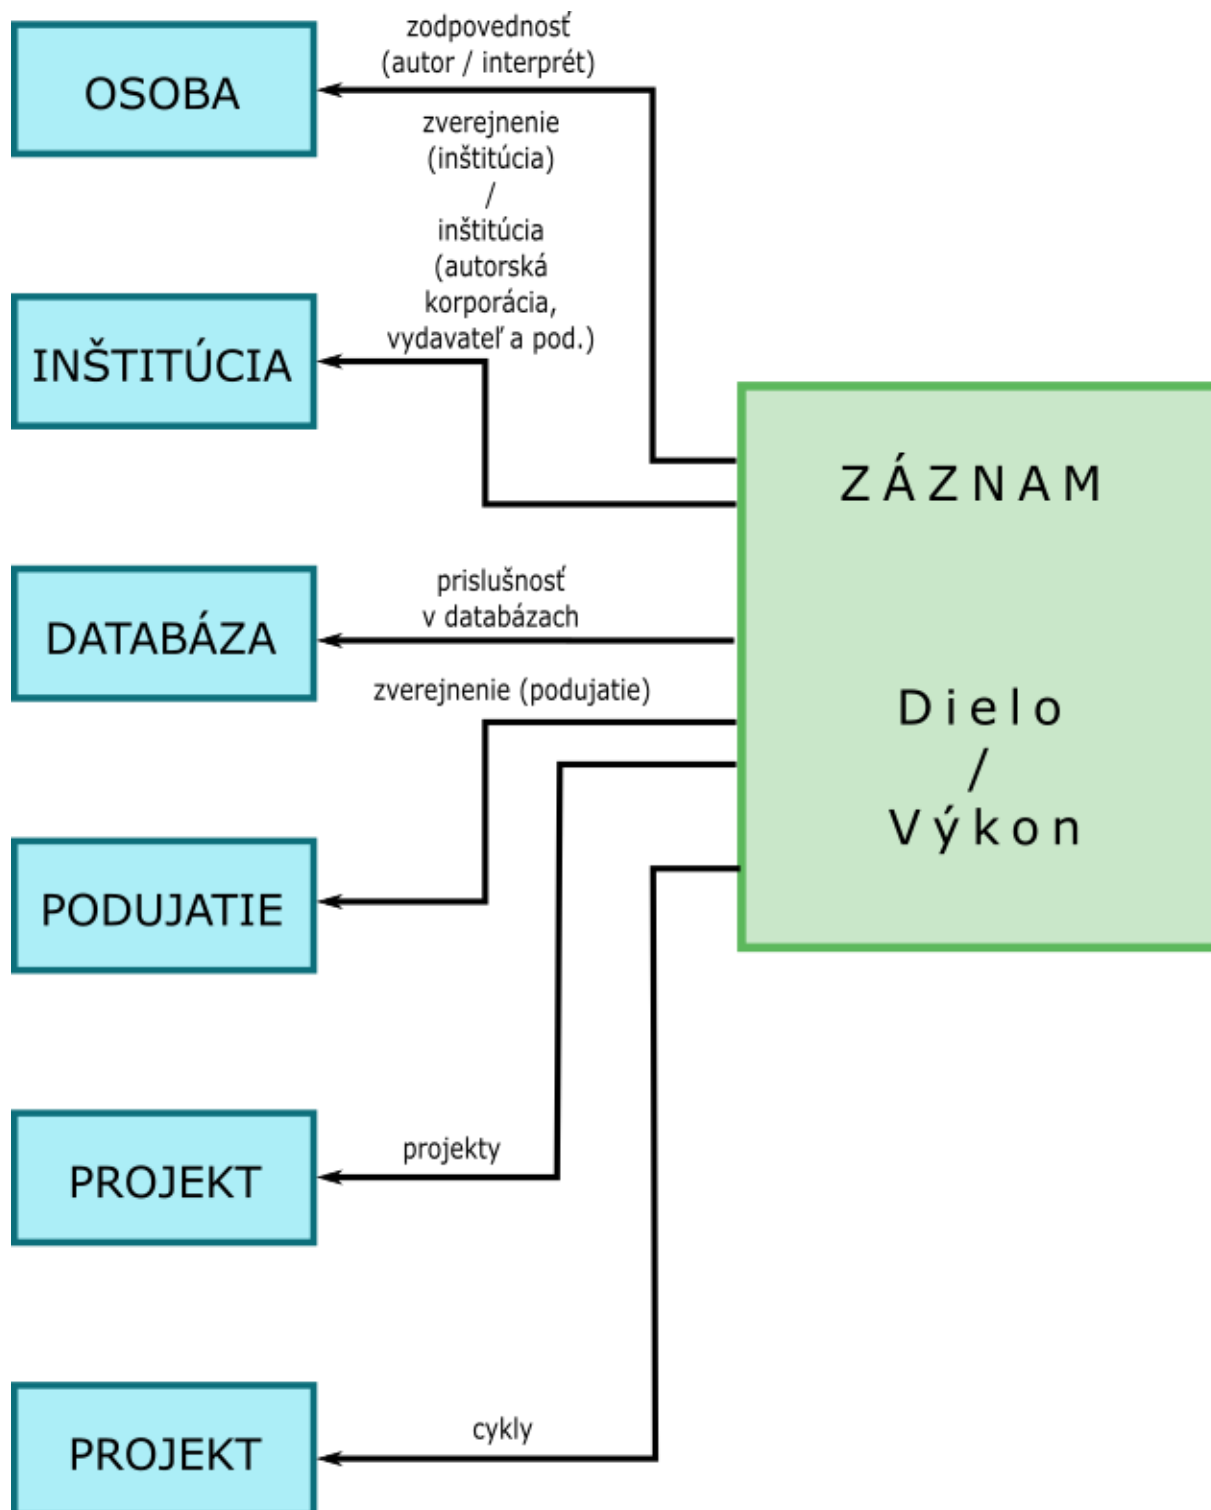 zodpovednosť
(autor / interprét)
OSOBA
zverejnenie
(inštitúcia)
/
inštitúcia
(autorská
korporácia,
vydavateľ a pod.)
INŠTITÚCIA
ZÁZNAM
prislušnosť
v databázach
DATABÁZA
zverejnenie (podujatie)
Dielo
/
Výkon
PODUJATIE
projekty
PROJEKT
cykly
PROJEKT